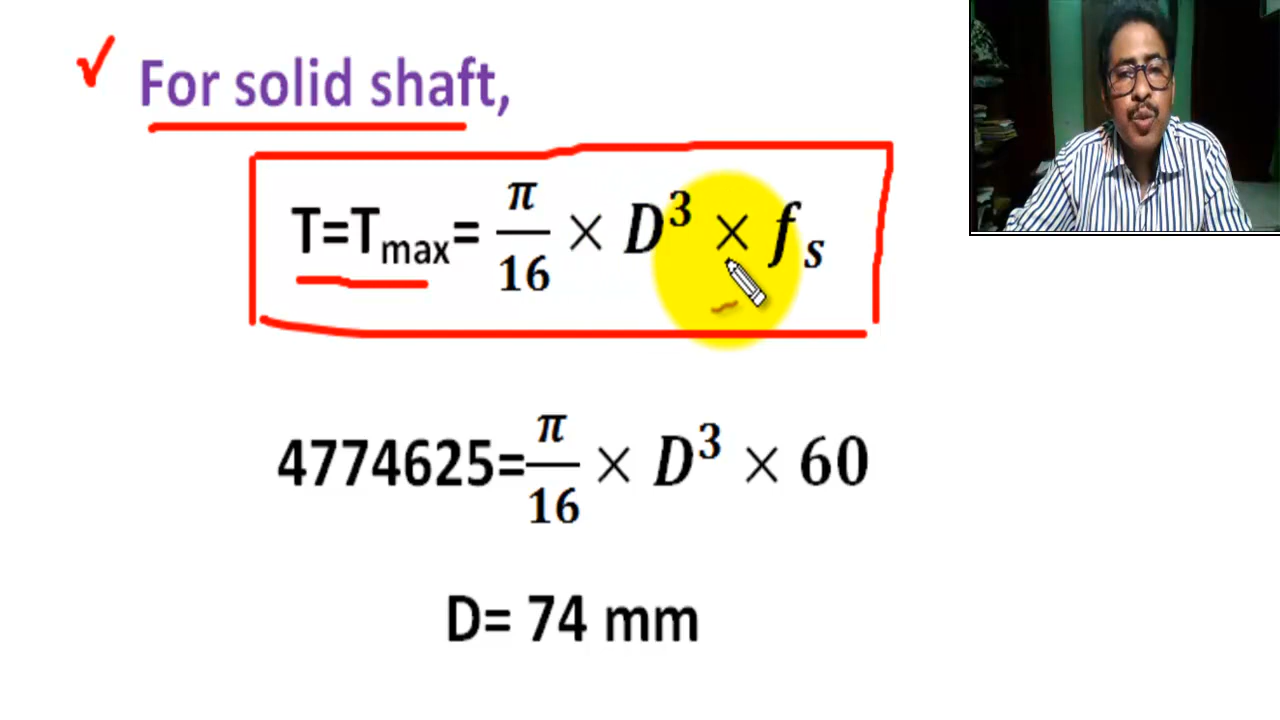 For solid shaft,
T=Tmax= π/16 × D³ × fs
4774625= π/16 × D³ × 60
D= 74 mm